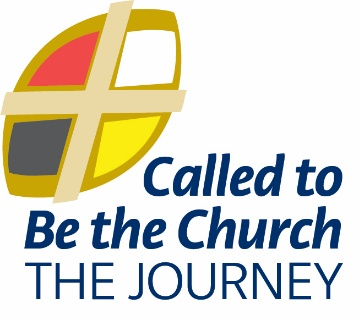 Called to
Be the Church
THE JOURNEY